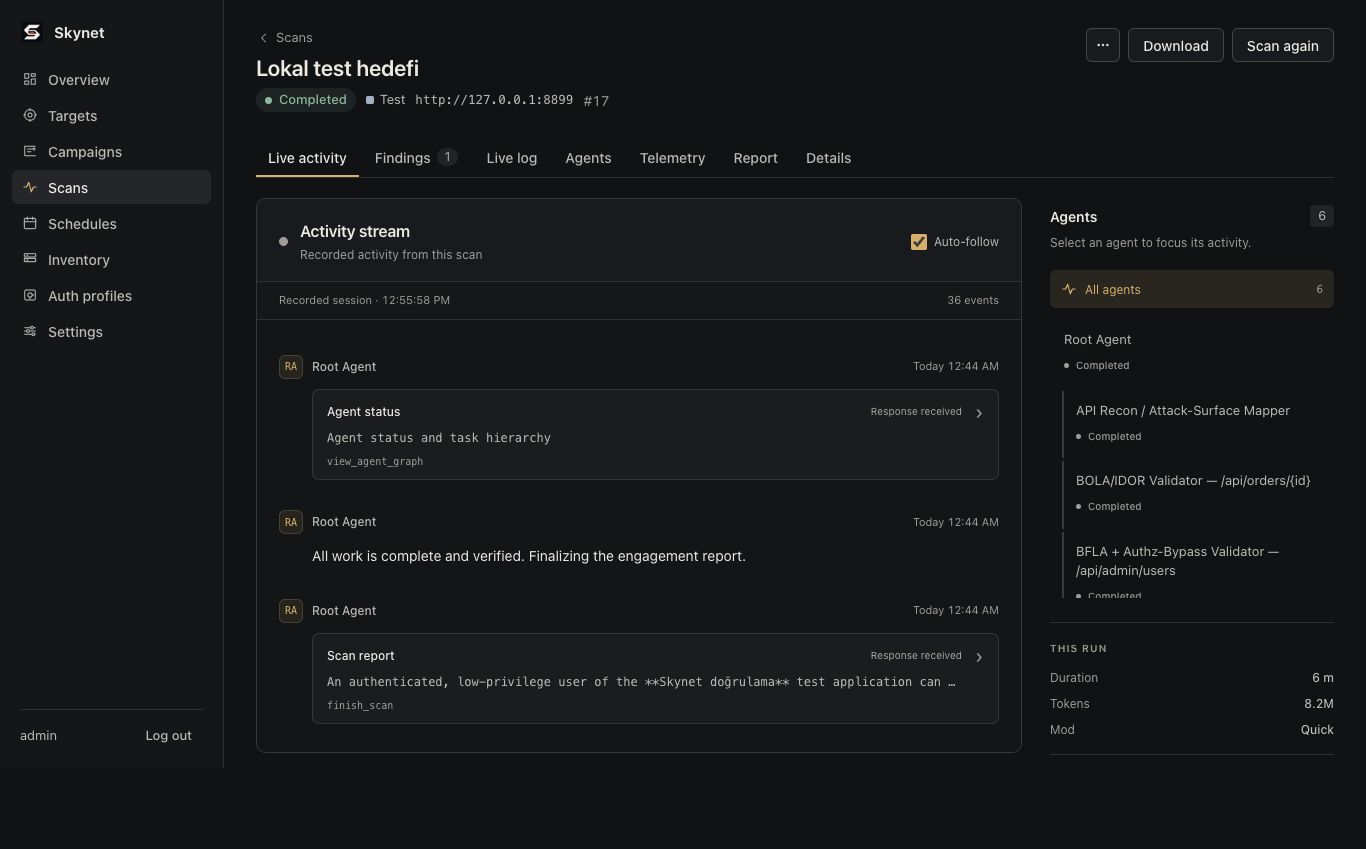 Skynet
Overview
Targets
Campaigns
Scans
Schedules
Inventory
Auth profiles
Settings
admin
Log out
Scans
Lokal test hedefi
Completed
Test http://127.0.0.1:8899 #17
...
Download
Scan again
Live activity
Findings 1
Live log
Agents
Telemetry
Report
Details
Activity stream
Recorded activity from this scan
Auto-follow
Recorded session · 12:55:58 PM
36 events
RA Root Agent
Today 12:44 AM
Agent status
Response received
Agent status and task hierarchy
view_agent_graph
RA Root Agent
Today 12:44 AM
All work is complete and verified. Finalizing the engagement report.
RA Root Agent
Today 12:44 AM
Scan report
Response received
An authenticated, low-privilege user of the **Skynet doğrulama** test application can …
finish_scan
Agents
6
Select an agent to focus its activity.
All agents
6
Root Agent
Completed
API Recon / Attack-Surface Mapper
Completed
BOLA/IDOR Validator — /api/orders/{id}
Completed
BFLA + Authz-Bypass Validator —
/api/admin/users
Completed
THIS RUN
Duration
6 m
Tokens
8.2M
Mod
Quick